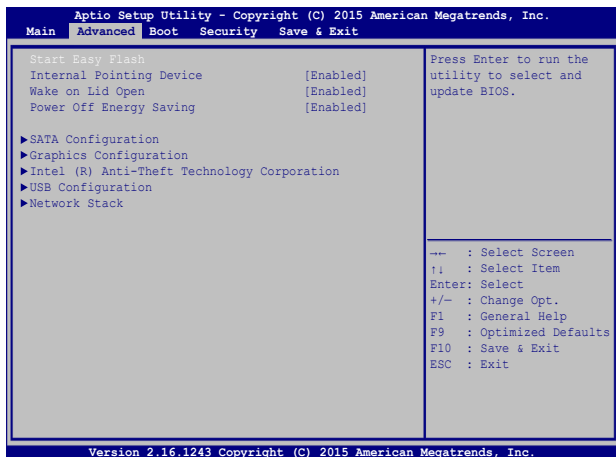 Aptio Setup Utility - Copyright (C) 2015 American Megatrends, Inc.
Main Advanced Boot Security Save & Exit
Start Easy Flash
Internal Pointing Device [Enabled]
Wake on Lid Open [Enabled]
Power Off Energy Saving [Enabled]
▶SATA Configuration
▶Graphics Configuration
▶Intel (R) Anti-Theft Technology Corporation
▶USB Configuration
▶Network Stack
Press Enter to run the
utility to select and
update BIOS.
→← : Select Screen
↑↓ : Select Item
Enter: Select
+/— : Change Opt.
F1 : General Help
F9 : Optimized Defaults
F10 : Save & Exit
ESC : Exit
Version 2.16.1243 Copyright (C) 2015 American Megatrends, Inc.